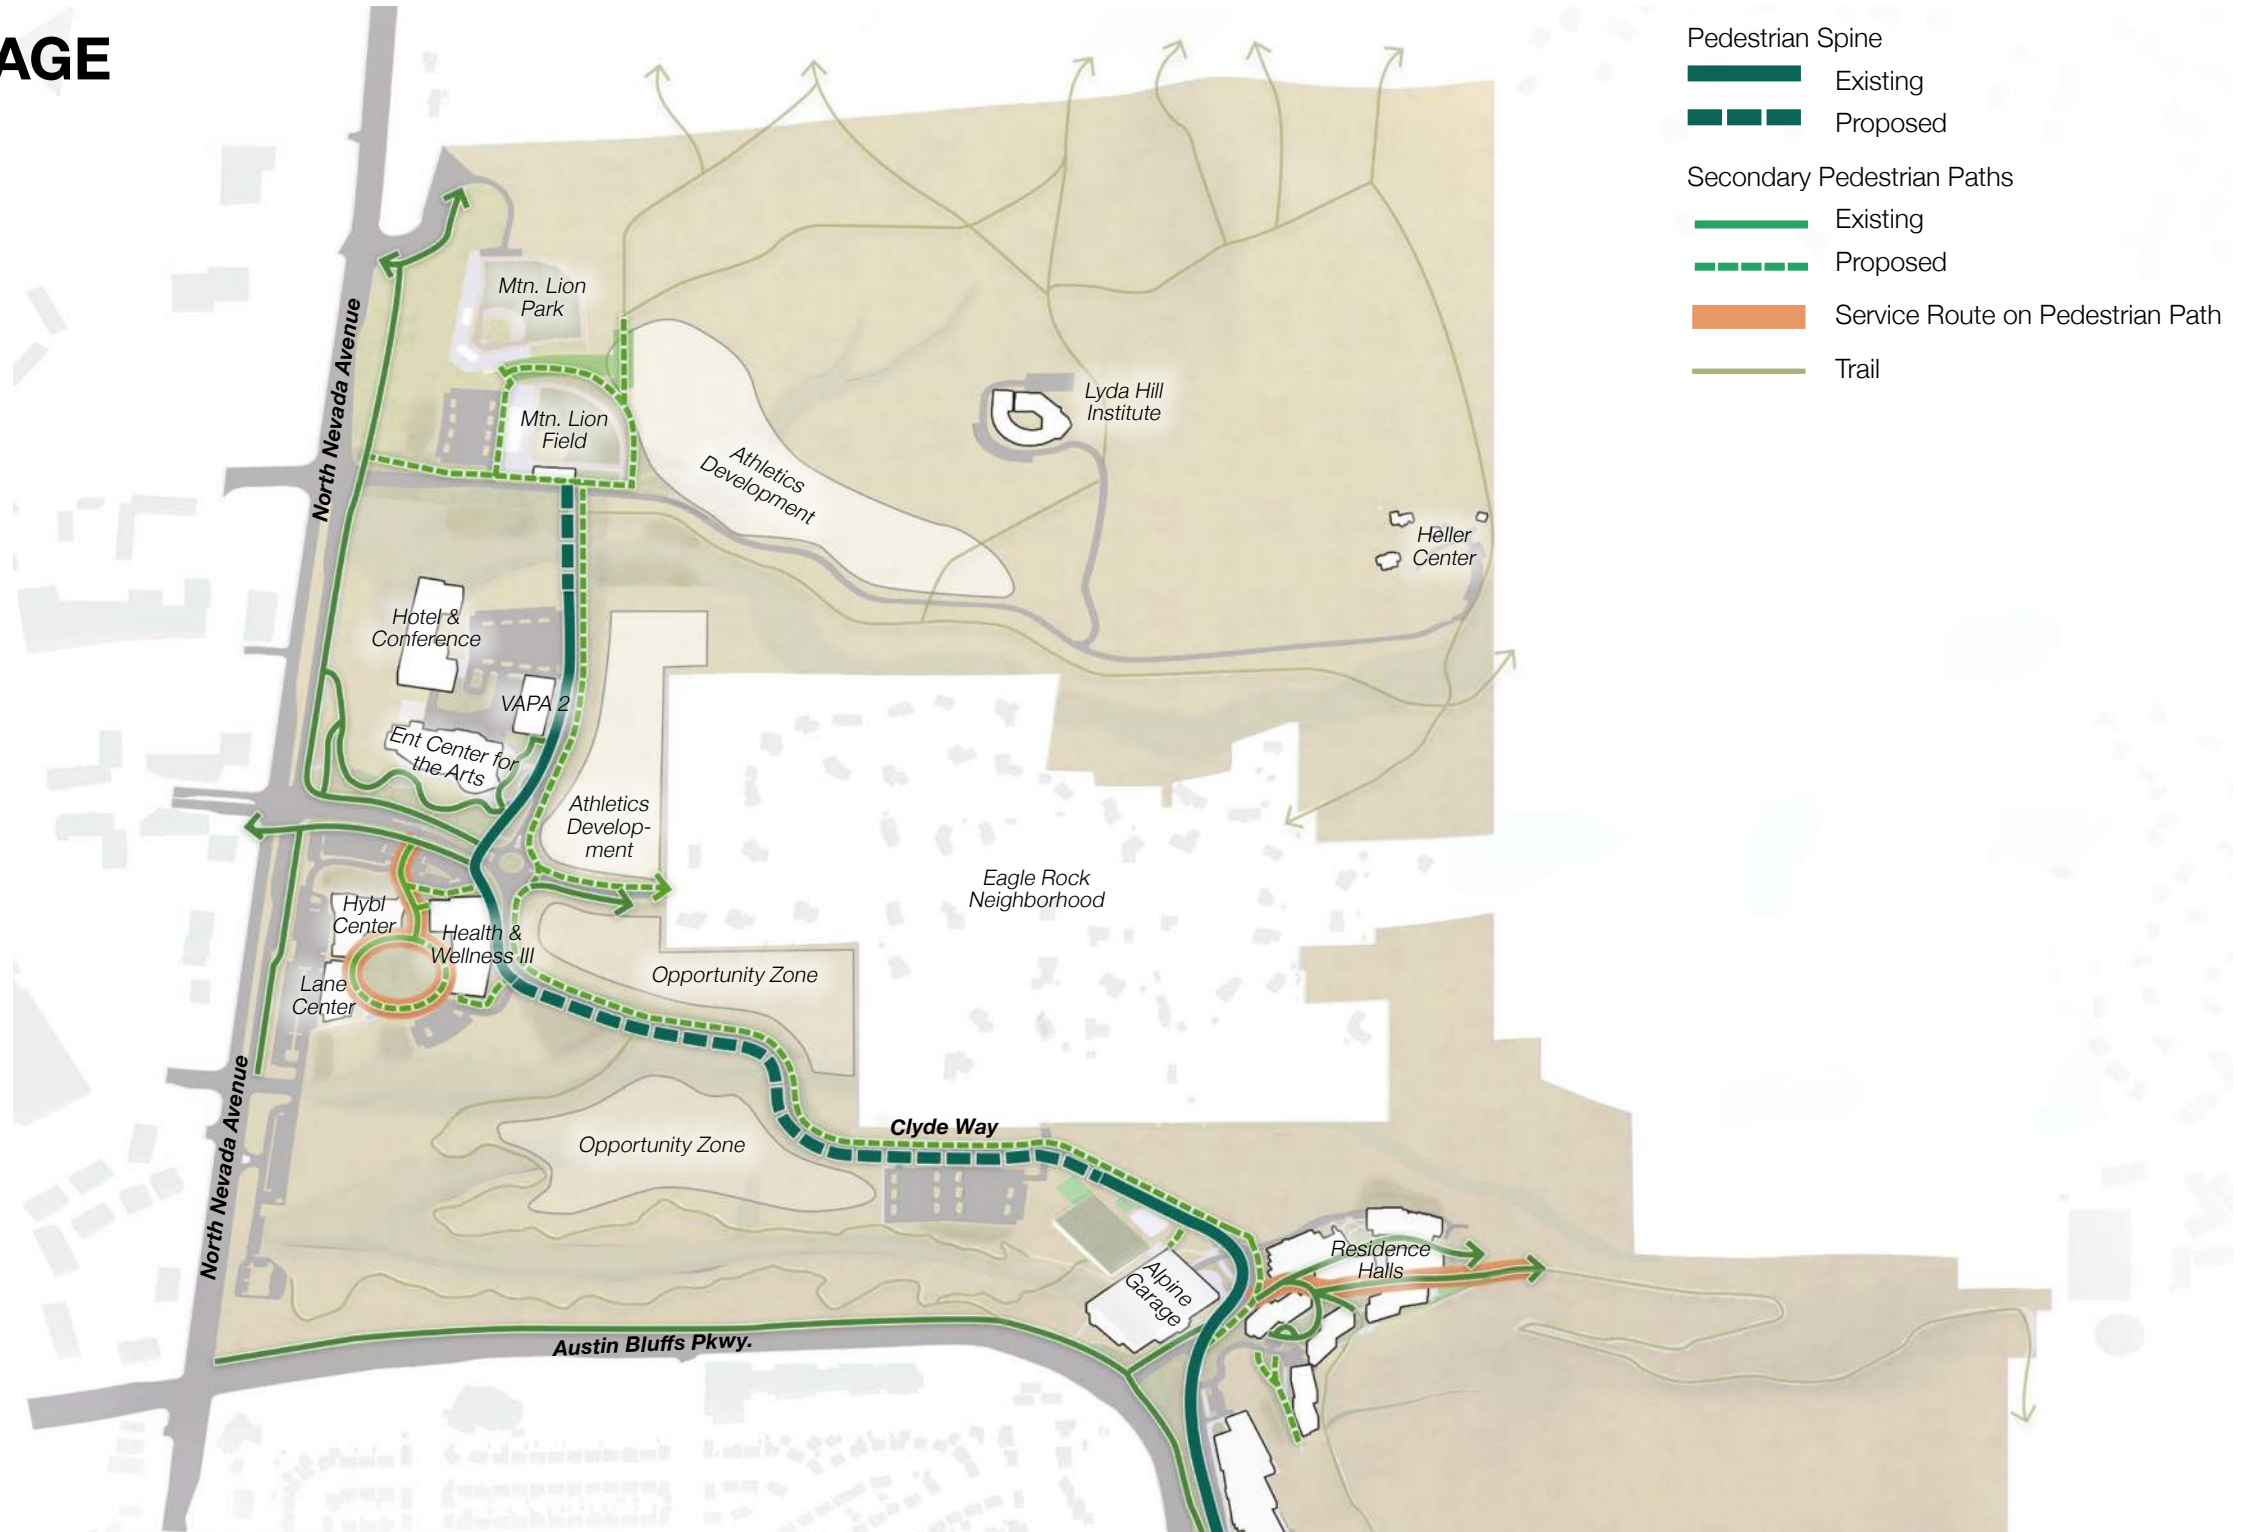 AGE
Pedestrian Spine
Existing
Proposed
Secondary Pedestrian Paths
Existing
Proposed
Service Route on Pedestrian Path
Trail
Mtn. Lion
Park
North Nevada Avenue
Mtn. Lion
Field
Lyda Hill
Institute
Athletics
Development
Heller
Center
Hotel &
Conference
VAPA 2
Ent Center for
the Arts
Athletics
Develop-
ment
Eagle Rock
Neighborhood
Hybl
Center
Health &
Wellness III
Lane
Center
Opportunity Zone
North Nevada Avenue
Opportunity Zone
Clyde Way
Residence
Halls
Alpine
Garage
Austin Bluffs Pkwy.